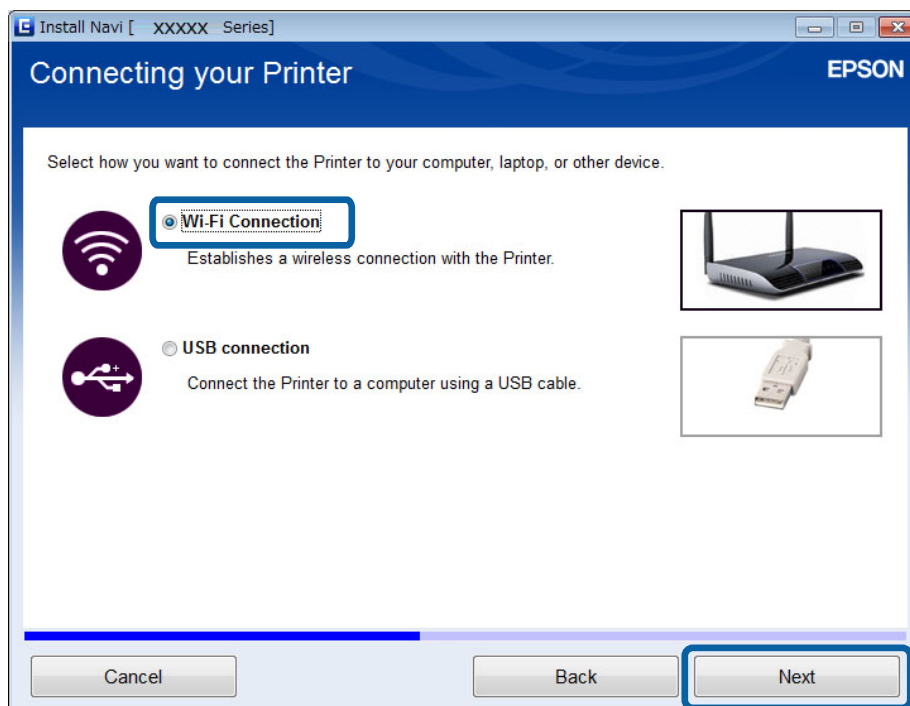 Install Navi [ XXXXX Series]
Connecting your Printer
EPSON
Select how you want to connect the Printer to your computer, laptop, or other device.
Wi-Fi Connection
Establishes a wireless connection with the Printer.
USB connection
Connect the Printer to a computer using a USB cable.
Cancel
Back
Next